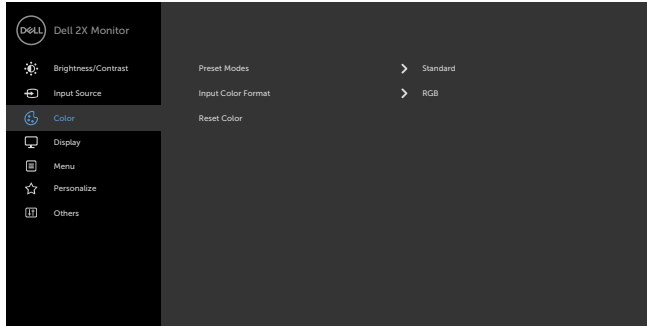 DELL Dell 2X Monitor
Brightness/Contrast Preset Modes Standard
Input Source Input Color Format RGB
Color Reset Color
Display
Menu
Personalize
Others